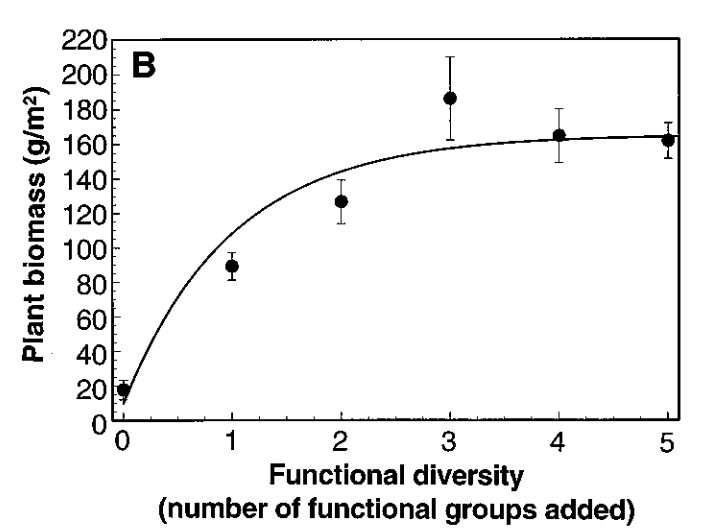 B
Plant biomass (g/m²)
220
200
180
160
140
120
100
80
60
40
20
0
0 1 2 3 4 5
Functional diversity
(number of functional groups added)